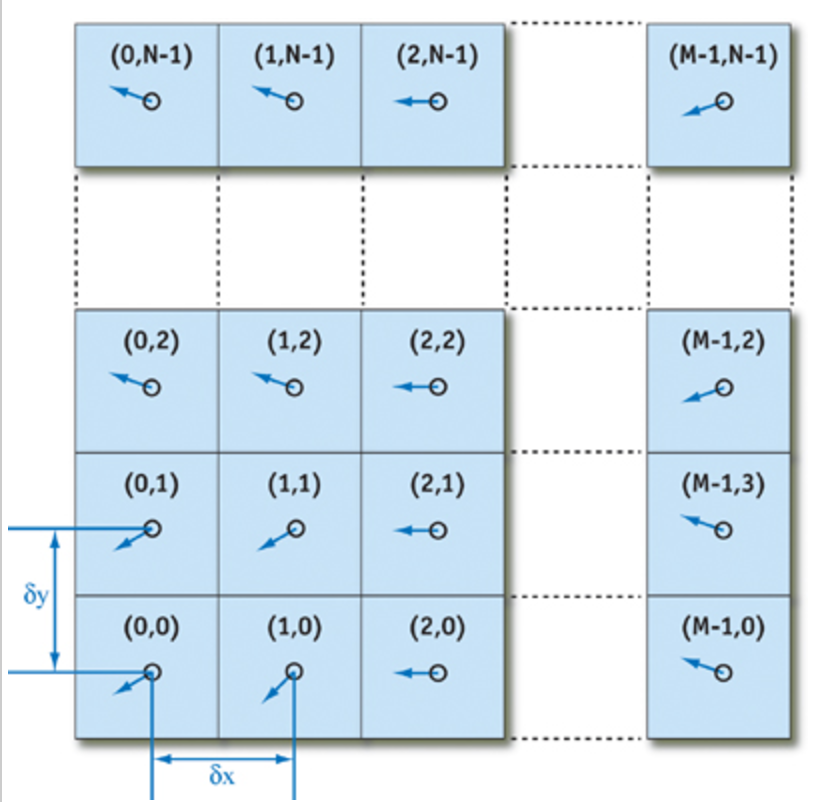 (0,N-1) (1,N-1) (2,N-1) (M-1,N-1)
(0,2) (1,2) (2,2) (M-1,2)
(0,1) (1,1) (2,1) (M-1,3)
δy
(0,0) (1,0) (2,0) (M-1,0)
δx